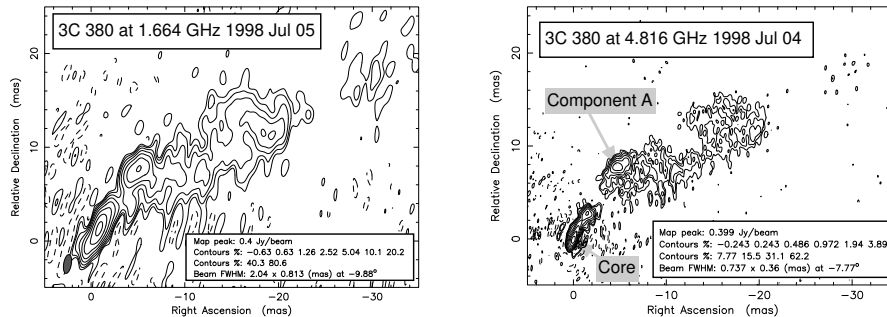 3C 380 at 1.664 GHz 1998 Jul 05
20
10
0
Relative Declination (mas)
Map peak: 0.4 Jy/beam
Contours %: -0.63 0.63 1.26 2.52 5.04 10.1 20.2
Contours %: 40.3 80.6
Beam FWHM: 2.04 x 0.813 (mas) at -9.88°
0
-10
-20
-30
Right Ascension (mas)
3C 380 at 4.816 GHz 1998 Jul 04
Component A
20
10
0
Relative Declination (mas)
Core
Map peak: 0.399 Jy/beam
Contours %: -0.243 0.243 0.486 0.972 1.94 3.89
Contours %: 7.77 15.5 31.1 62.2
Beam FWHM: 0.737 x 0.36 (mas) at -7.77°
0
-10
-20
-30
Right Ascension (mas)